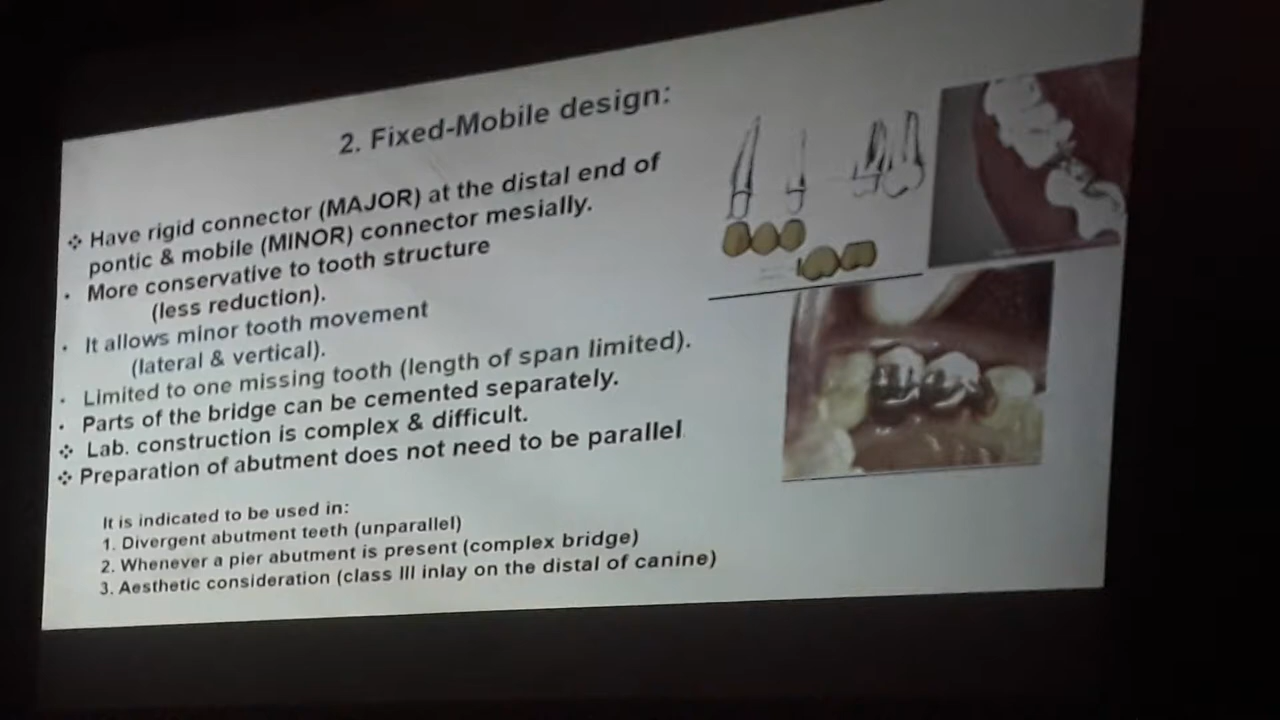 2. Fixed-Mobile design:
❖ Have rigid connector (MAJOR) at the distal end of
pontic & mobile (MINOR) connector mesially.
• More conservative to tooth structure
(less reduction).
• It allows minor tooth movement
(lateral & vertical).
• Limited to one missing tooth (length of span limited).
• Parts of the bridge can be cemented separately.
❖ Lab. construction is complex & difficult.
❖ Preparation of abutment does not need to be parallel
It is indicated to be used in:
1. Divergent abutment teeth (unparallel)
2. Whenever a pier abutment is present (complex bridge)
3. Aesthetic consideration (class III inlay on the distal of canine)